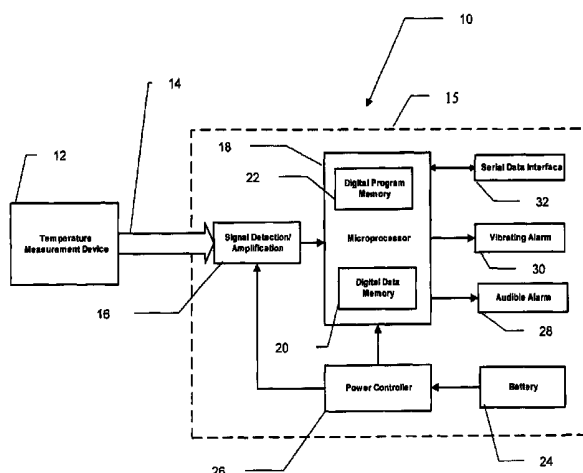 10
14
15
12
18
22
Digital Program
Memory
Serial Data Interface
32
Temperature
Measurement Device
Signal Detection/
Amplification
Microprocessor
Vibrating Alarm
30
16
Digital Data
Memory
Audible Alarm
28
20
Power Controller
Battery
26
24